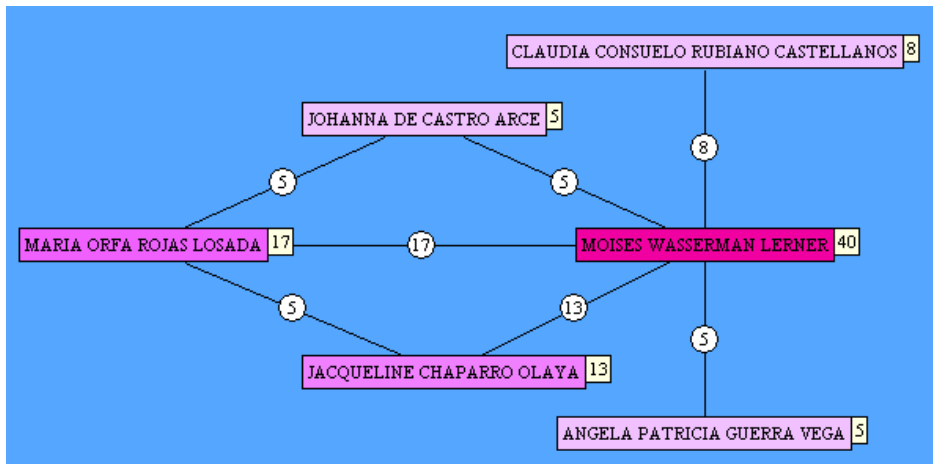 CLAUDIA CONSUELO RUBIANO CASTELLANOS 8
JOHANNA DE CASTRO ARCE 5
8
5
5
MARIA ORFA ROJAS LOSADA 17
17
MOISES WASSERMAN LERNER 40
5
13
5
JACQUELINE CHAPARRO OLAYA 13
ANGELA PATRICIA GUERRA VEGA 5